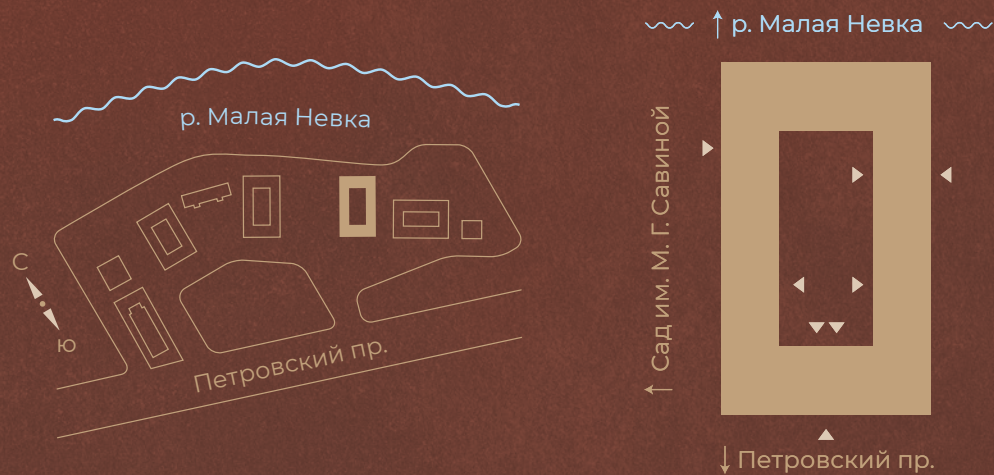 р. Малая Невка
С
Ю
Петровский пр.
р. Малая Невка
Сад им. М. Г. Савиной
Петровский пр.